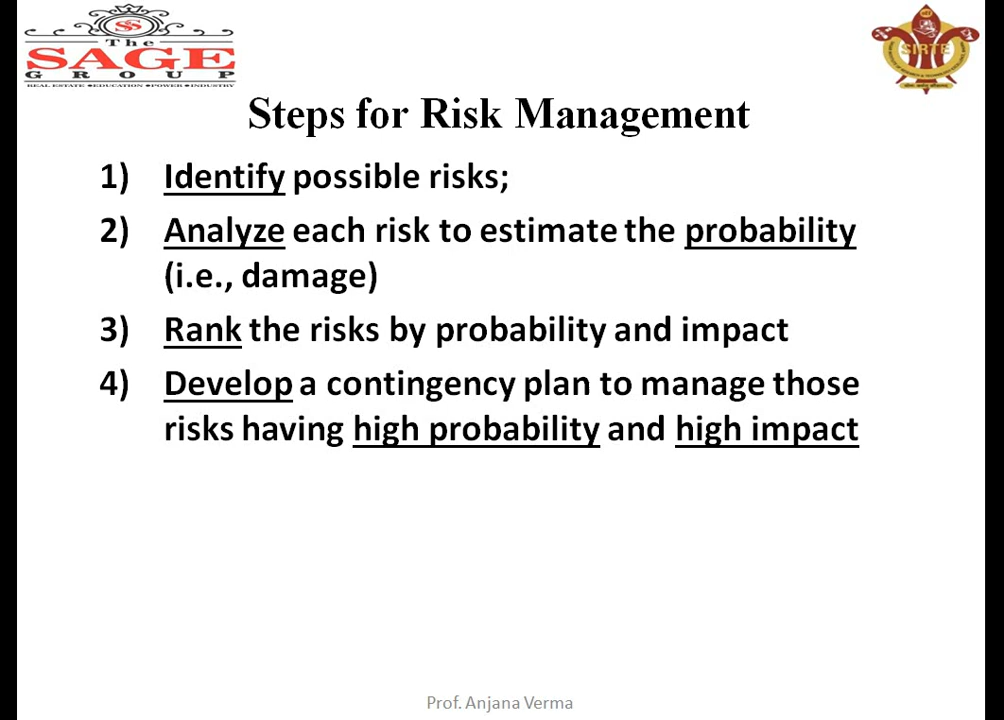 SS
The
SAGE
GROUP
REAL ESTATE ●EDUCATION ●POWER ●INDUSTRY
SIRTE
Steps for Risk Management
1) Identify possible risks;
2) Analyze each risk to estimate the probability
(i.e., damage)
3) Rank the risks by probability and impact
4) Develop a contingency plan to manage those
risks having high probability and high impact
Prof. Anjana Verma